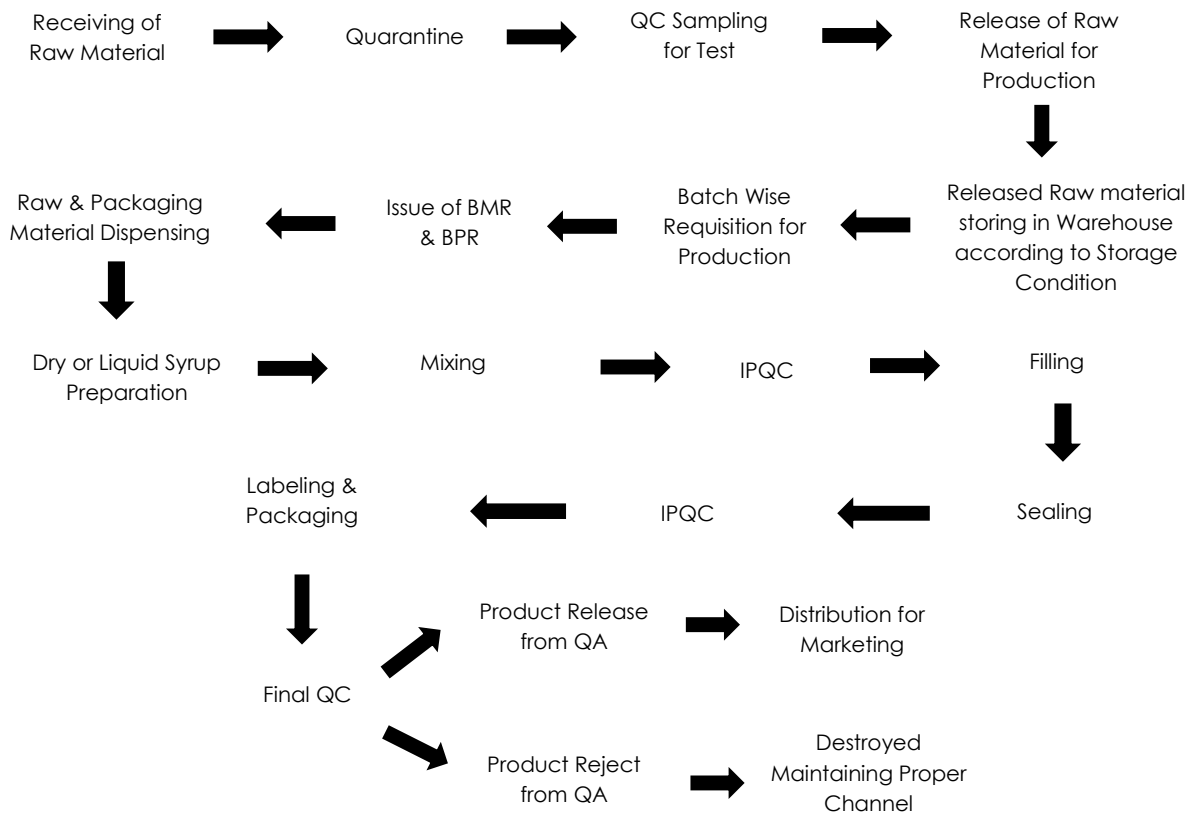 Receiving of
Raw Material
Quarantine
QC Sampling
for Test
Release of Raw
Material for
Production
Released Raw material
storing in Warehouse
according to Storage
Condition
Batch Wise
Requisition for
Production
Issue of BMR
& BPR
Raw & Packaging
Material Dispensing
Dry or Liquid Syrup
Preparation
Mixing
IPQC
Filling
Sealing
IPQC
Labeling &
Packaging
Final QC
Product Release
from QA
Distribution for
Marketing
Product Reject
from QA
Destroyed
Maintaining Proper
Channel